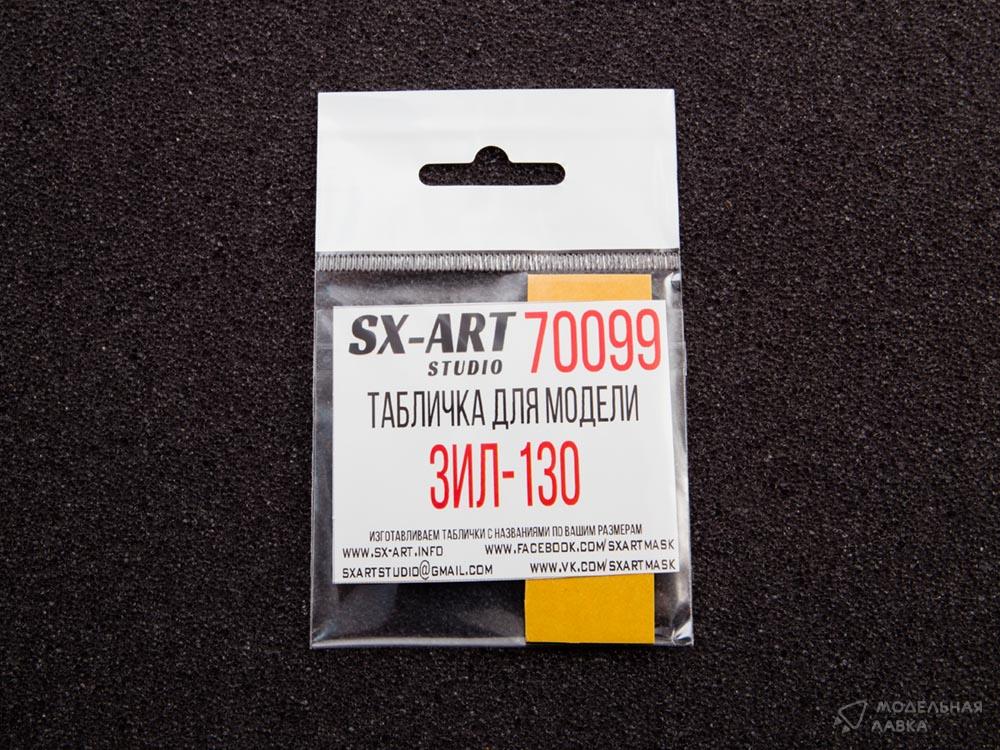 SX-ART 70099
STUDIO
ТАБЛИЧКА ДЛЯ МОДЕЛИ
ЗИЛ-130
ИЗГОТАВЛИВАЕМ ТАБЛИЧКИ С НАЗВАНИЯМИ ПО ВАШИМ РАЗМЕРАМ
WWW.SX-ART.INFO WWW.FACEBOOK.COM/SXARTMASK
SXARTSTUDIO@GMAIL.COM WWW.VK.COM/SXARTMASK
МОДЕЛЬНАЯ
ЛАВКА